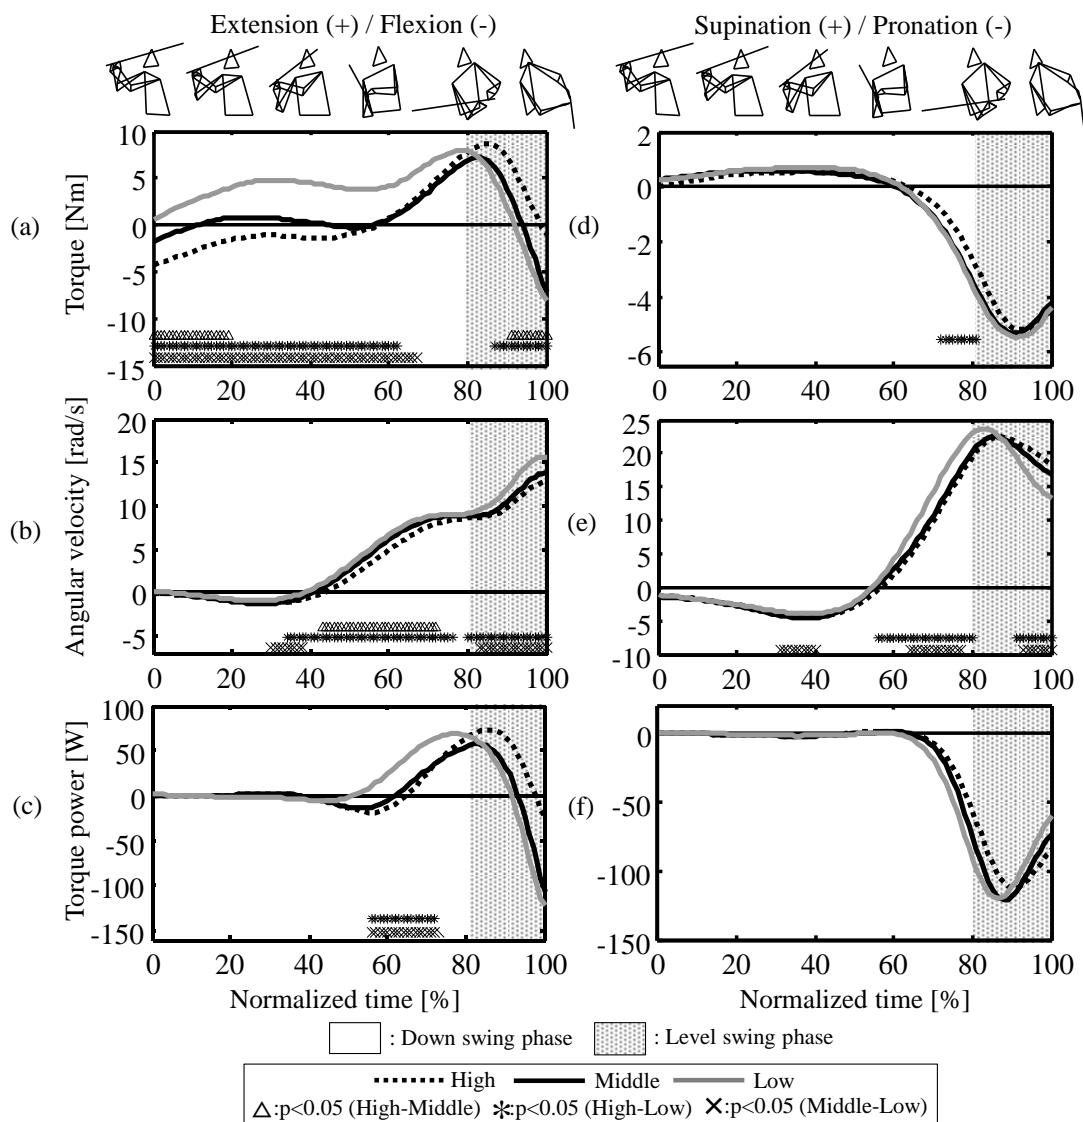 Extension (+) / Flexion (-) Supination (+) / Pronation (-)
(a)
Torque [Nm]
10
5
0
-5
-10
-15
0 20 40 60 80 100
(d)
2
0
-2
-4
-6
0 20 40 60 80 100
(b)
Angular velocity [rad/s]
20
15
10
5
0
-5
0 20 40 60 80 100
(e)
25
20
15
10
5
0
-5
-10
0 20 40 60 80 100
(c)
Torque power [W]
100
50
0
-50
-100
-150
0 20 40 60 80 100
Normalized time [%]
(f)
0
-50
-100
-150
0 20 40 60 80 100
Normalized time [%]
: Down swing phase : Level swing phase
High Middle Low
△:p<0.05 (High-Middle) *:p<0.05 (High-Low) ×:p<0.05 (Middle-Low)